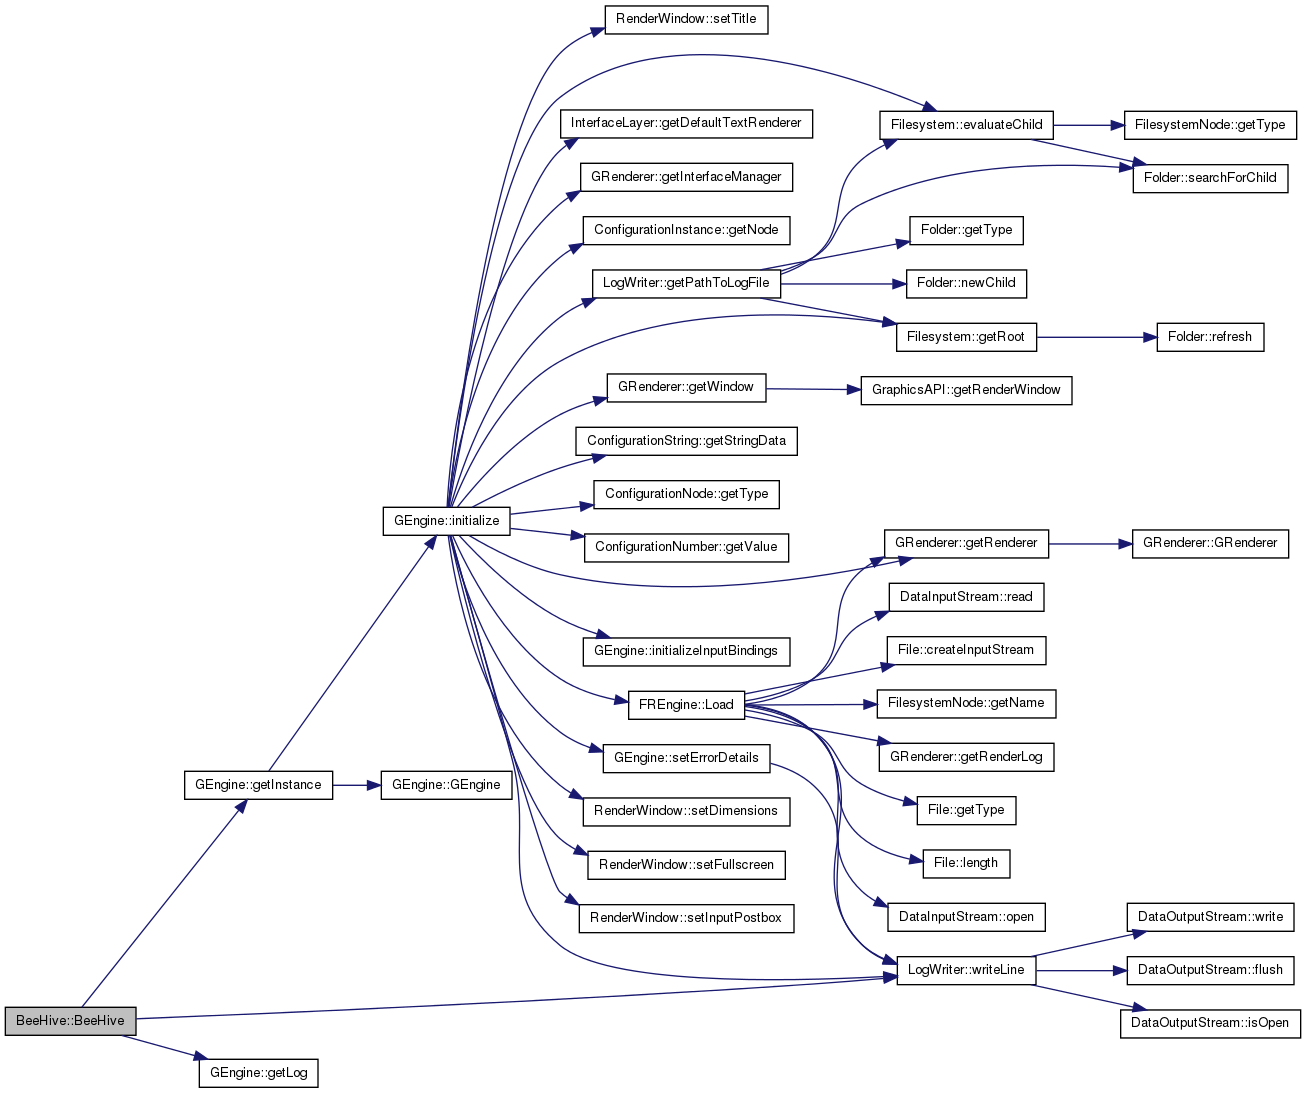 RenderWindow::setTitle
InterfaceLayer::getDefaultTextRenderer
Filesystem::evaluateChild
FilesystemNode::getType
GRenderer::getInterfaceManager
Folder::searchForChild
ConfigurationInstance::getNode
Folder::getType
LogWriter::getPathToLogFile
Folder::newChild
Filesystem::getRoot
Folder::refresh
GRenderer::getWindow
GraphicsAPI::getRenderWindow
ConfigurationString::getStringData
ConfigurationNode::getType
GEngine::initialize
ConfigurationNumber::getValue
GRenderer::getRenderer
GRenderer::GRenderer
DataInputStream::read
GEngine::initializeInputBindings
File::createInputStream
FREngine::Load
FilesystemNode::getName
GEngine::setErrorDetails
GRenderer::getRenderLog
GEngine::getInstance
GEngine::GEngine
RenderWindow::setDimensions
File::getType
RenderWindow::setFullscreen
File::length
RenderWindow::setInputPostbox
DataInputStream::open
DataOutputStream::write
LogWriter::writeLine
DataOutputStream::flush
BeeHive::BeeHive
DataOutputStream::isOpen
GEngine::getLog